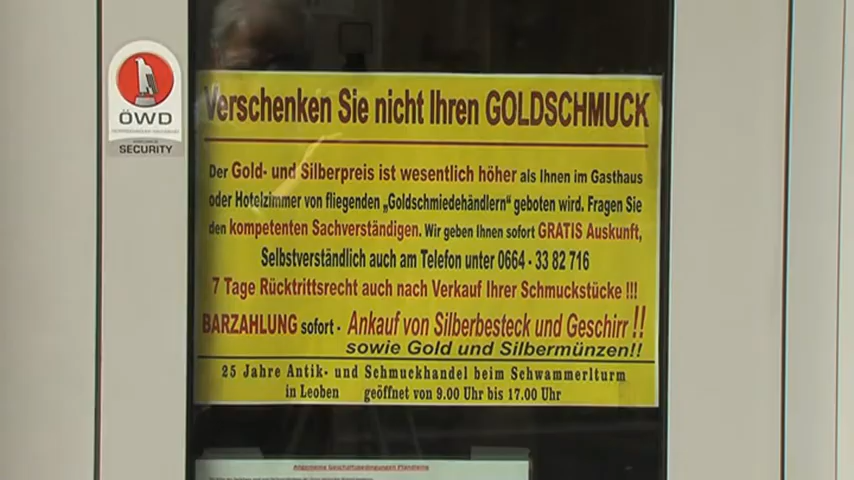 ÖWD
SECURITY
Verschenken Sie nicht Ihren GOLDSCHMUCK
Der Gold- und Silberpreis ist wesentlich höher als Ihnen im Gasthaus
oder Hotelzimmer von fliegenden „Goldschmiedehändlern“ geboten wird. Fragen Sie
den kompetenten Sachverständigen. Wir geben Ihnen sofort GRATIS Auskunft,
Selbstverständlich auch am Telefon unter 0664 - 33 82 716
7 Tage Rücktrittsrecht auch nach Verkauf Ihrer Schmuckstücke !!!
BARZAHLUNG sofort - Ankauf von Silberbesteck und Geschirr !!
sowie Gold und Silbermünzen!!
25 Jahre Antik- und Schmuckhandel beim Schwammerlturm
in Leoben geöffnet von 9.00 Uhr bis 17.00 Uhr
Allgemeine Geschäftsbedingungen Pfandleihe